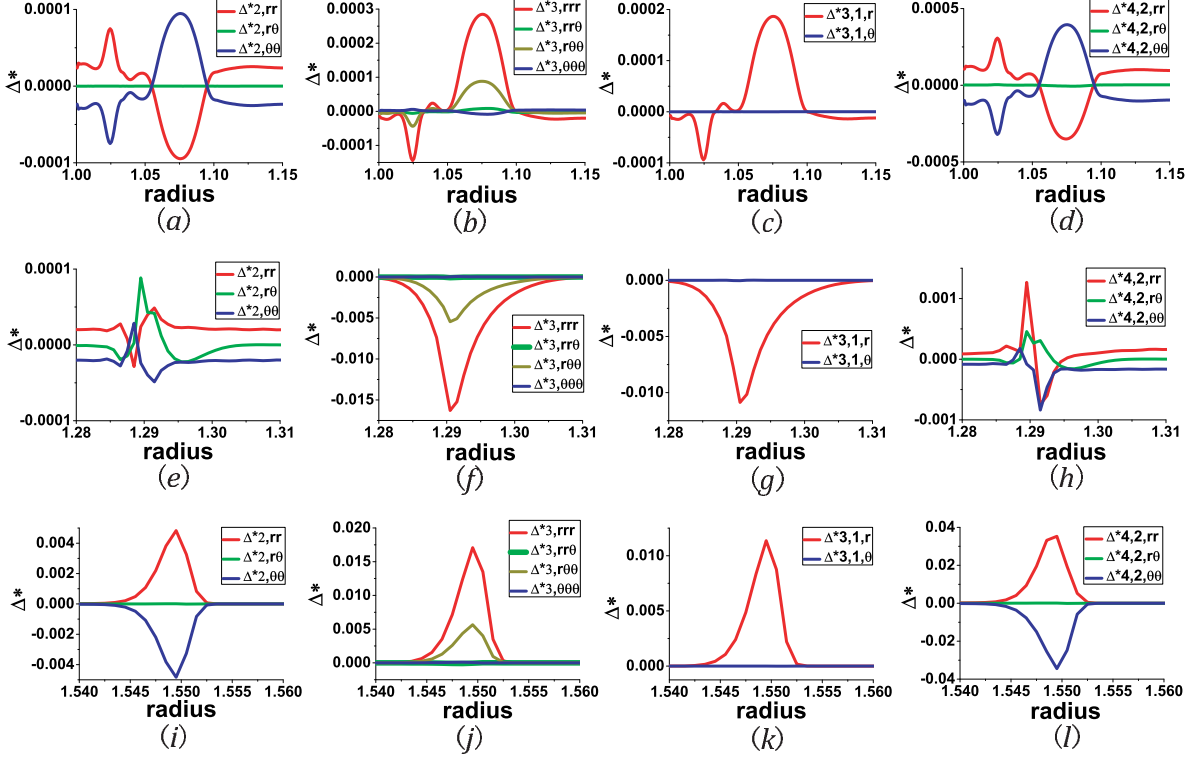 0.0001
0.0000
-0.0001
Δ*
Δ*2,rr
Δ*2,rθ
Δ*2,θθ
1.00 1.05 1.10 1.15
radius
(a)
0.0003
0.0002
0.0001
0.0000
-0.0001
Δ*
Δ*3,rrr
Δ*3,rrθ
Δ*3,rθθ
Δ*3,θθθ
1.00 1.05 1.10 1.15
radius
(b)
0.0002
0.0001
0.0000
-0.0001
Δ*
Δ*3,1,r
Δ*3,1,θ
1.00 1.05 1.10 1.15
radius
(c)
0.0005
0.0000
-0.0005
Δ*
Δ*4,2,rr
Δ*4,2,rθ
Δ*4,2,θθ
1.00 1.05 1.10 1.15
radius
(d)
0.0001
0.0000
-0.0001
Δ*
Δ*2,rr
Δ*2,rθ
Δ*2,θθ
1.28 1.29 1.30 1.31
radius
(e)
0.000
-0.005
-0.010
-0.015
Δ*
Δ*3,rrr
Δ*3,rrθ
Δ*3,rθθ
Δ*3,θθθ
1.28 1.29 1.30 1.31
radius
(f)
0.000
-0.005
-0.010
Δ*
Δ*3,1,r
Δ*3,1,θ
1.28 1.29 1.30 1.31
radius
(g)
0.001
0.000
-0.001
Δ*
Δ*4,2,rr
Δ*4,2,rθ
Δ*4,2,θθ
1.28 1.29 1.30 1.31
radius
(h)
0.004
0.002
0.000
-0.002
-0.004
Δ*
Δ*2,rr
Δ*2,rθ
Δ*2,θθ
1.540 1.545 1.550 1.555 1.560
radius
(i)
0.020
0.015
0.010
0.005
0.000
Δ*
Δ*3,rrr
Δ*3,rrθ
Δ*3,rθθ
Δ*3,θθθ
1.540 1.545 1.550 1.555 1.560
radius
(j)
0.010
0.005
0.000
Δ*
Δ*3,1,r
Δ*3,1,θ
1.540 1.545 1.550 1.555 1.560
radius
(k)
0.04
0.02
0.00
-0.02
-0.04
Δ*
Δ*4,2,rr
Δ*4,2,rθ
Δ*4,2,θθ
1.540 1.545 1.550 1.555 1.560
radius
(l)